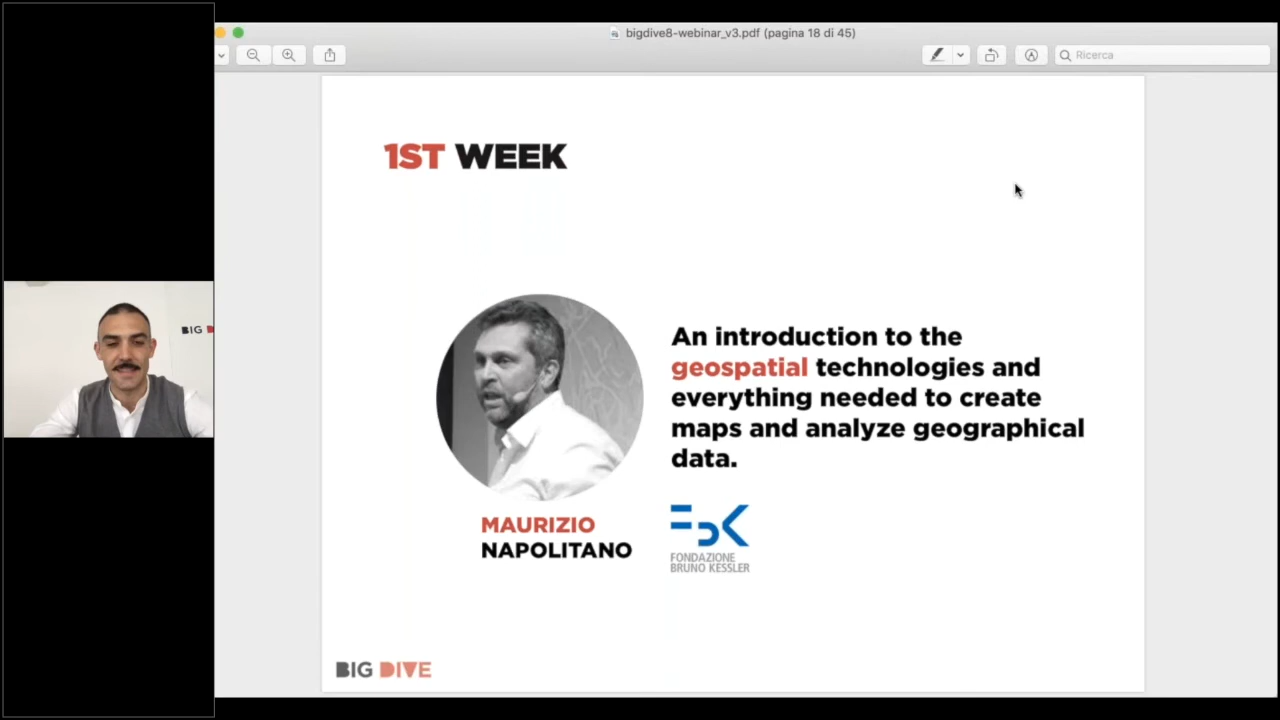 bigdive8-webinar_v3.pdf (pagina 18 di 45)
Ricerca
1ST WEEK
BIG D
An introduction to the
geospatial technologies and
everything needed to create
maps and analyze geographical
data.
MAURIZIO
NAPOLITANO
FONDAZIONE
BRUNO KESSLER
BIG DIVE